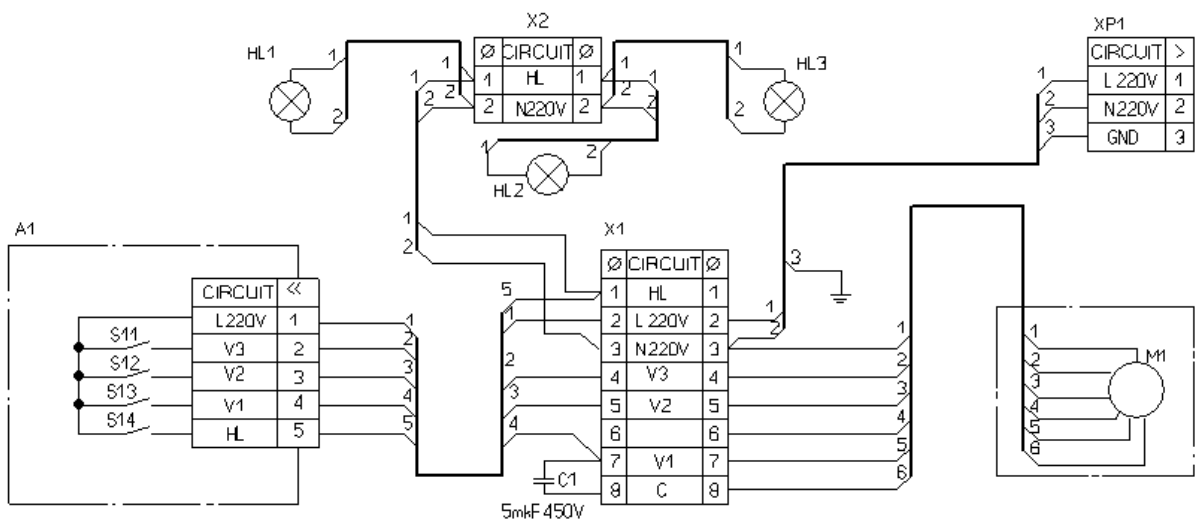 X2
XP1
HL1
1
1
HL3
Ø CIRCUIT Ø
CIRCUIT >
1 HL 1
L 220V 1
2 N220V 2
N220V 2
GND 3
1
2
3
1
2
1
2
1
2
2
2
1
2
HL2
A1
X1
1
2
3
Ø CIRCUIT Ø
CIRCUIT <<
1 HL 1
L220V 1
2 L 220V 2
S11
V3 2
3 N220V 3
S12
V2 3
4 V3 4
S13
V1 4
5 V2 5
S14
HL 5
6 6
7 V1 7
8 C 8
1
2
3
4
5
5
1
2
3
4
1
2
1
2
3
4
5
6
1
2
3
4
5
6
M1
C1
5mkF 450V